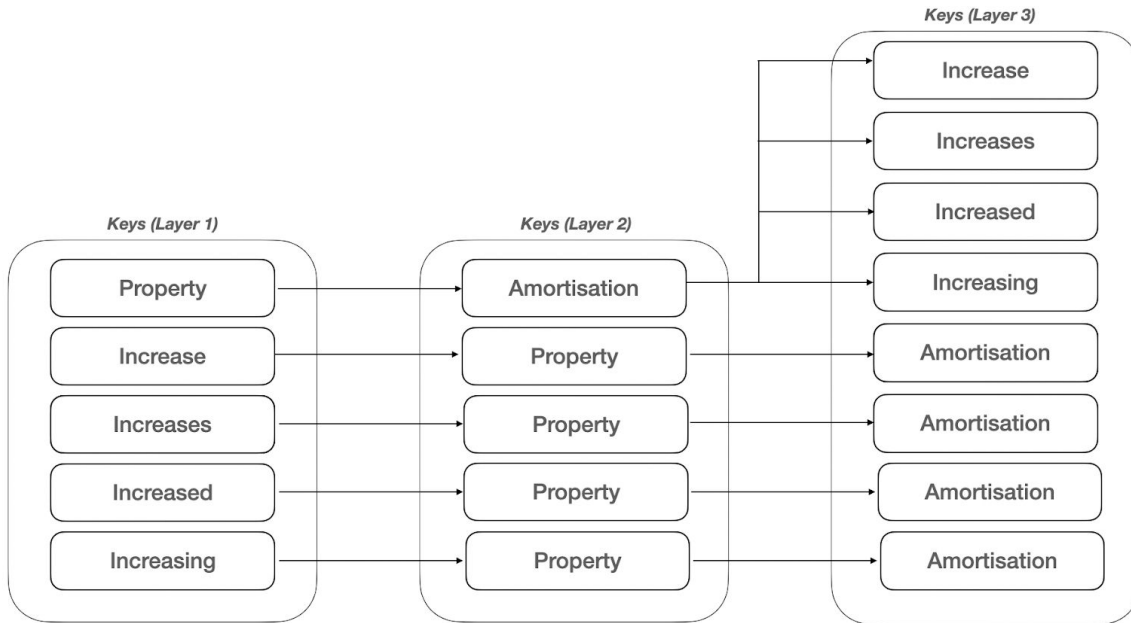 Keys (Layer 1)
Property
Increase
Increases
Increased
Increasing
Keys (Layer 2)
Amortisation
Property
Property
Property
Property
Keys (Layer 3)
Increase
Increases
Increased
Increasing
Amortisation
Amortisation
Amortisation
Amortisation